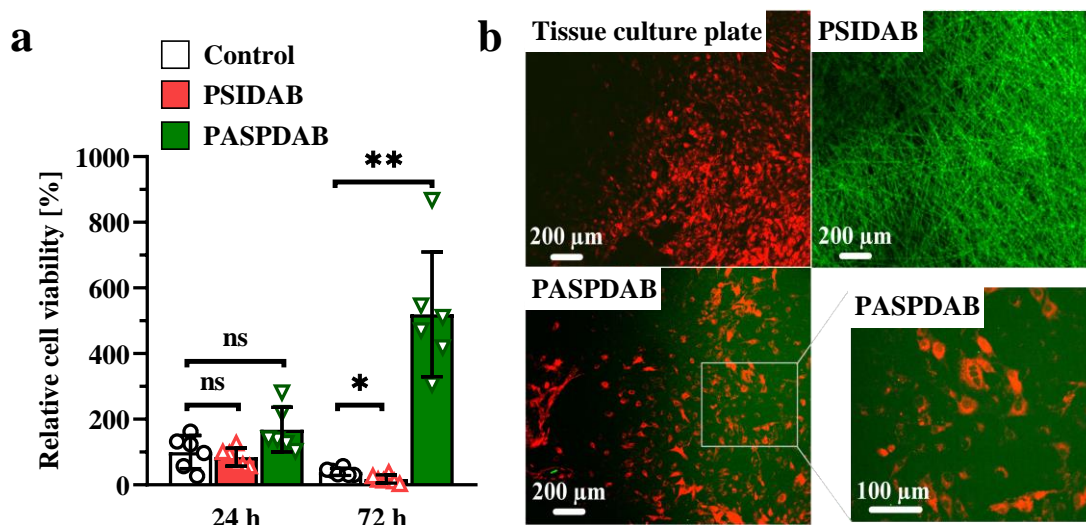 a
Control
PSIDAB
PASPDAB
Relative cell viability [%]
1000
800
600
400
200
0
ns
ns
*
**
24 h
72 h
b
Tissue culture plate
200 µm
PSIDAB
200 µm
PASPDAB
200 µm
PASPDAB
100 µm